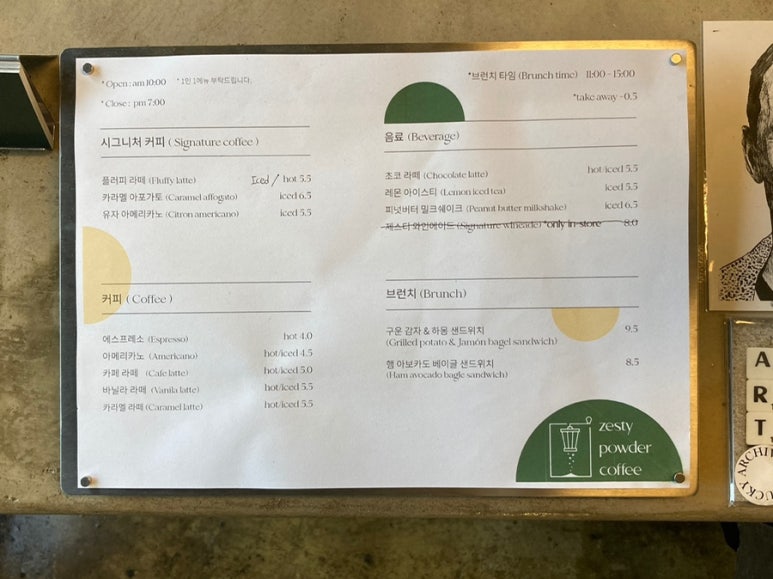 * Open : am 10:00 * 1인 1메뉴 부탁드립니다.
* Close : pm 7:00
시그니처 커피 ( Signature coffee )
플러피 라떼 (Fluffy latte) Iced / hot 5.5
카라멜 아포가토 (Caramel affogato) iced 6.5
유자 아메리카노 (Citron americano) iced 5.5
커피 ( Coffee )
에스프레소 (Espresso) hot 4.0
아메리카노 (Americano) hot/iced 4.5
카페 라떼 (Cafe latte) hot/iced 5.0
바닐라 라떼 (Vanila latte) hot/iced 5.5
카라멜 라떼 (Caramel latte) hot/iced 5.5
*브런치 타임 (Brunch time) 11:00 - 15:00
*take away -0.5
음료 (Beverage)
초코 라떼 (Chocolate latte) hot/iced 5.5
레몬 아이스티 (Lemon iced tea) iced 5.5
피넛버터 밀크쉐이크 (Peanut butter milkshake) iced 6.5
제스티 와인에이드 (Signature wineade) *only in-store 8.0
브런치 (Brunch)
구운 감자 & 하몽 샌드위치 9.5
(Grilled potato & Jamón bagel sandwich)
햄 아보카도 베이글 샌드위치 8.5
(Ham avocado bagle sandwich)
zesty
powder
coffee
A
R
T